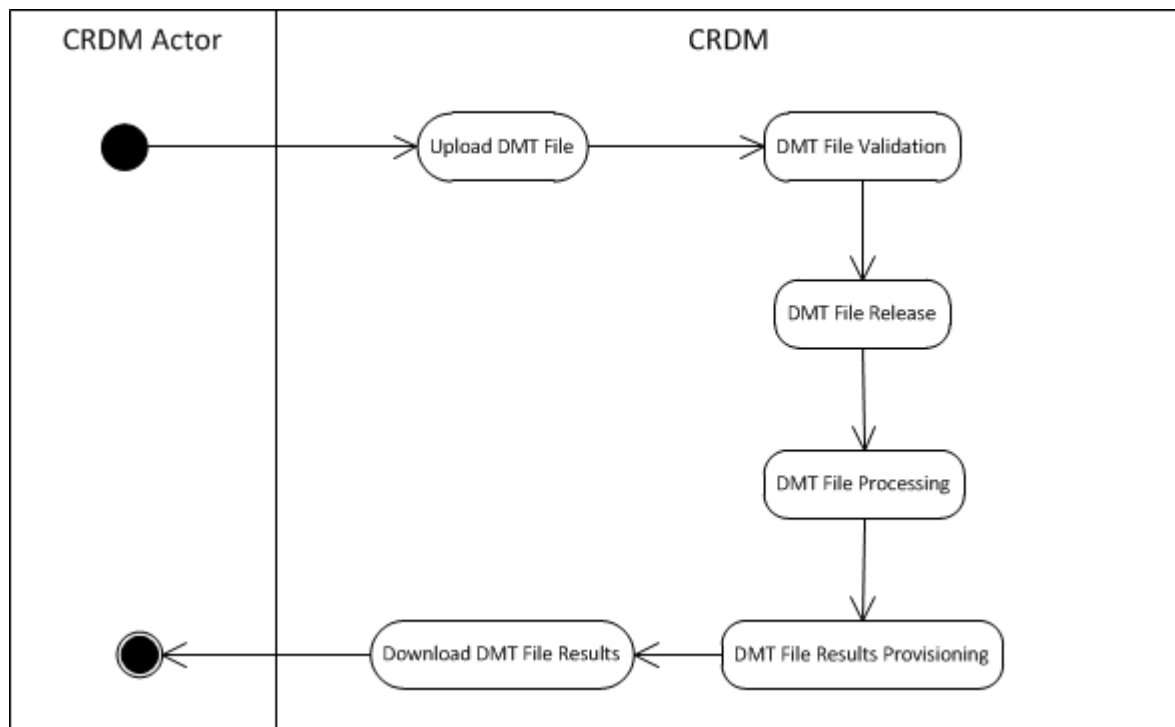 CRDM Actor
CRDM
Upload DMT File
DMT File Validation
DMT File Release
DMT File Processing
DMT File Results Provisioning
Download DMT File Results